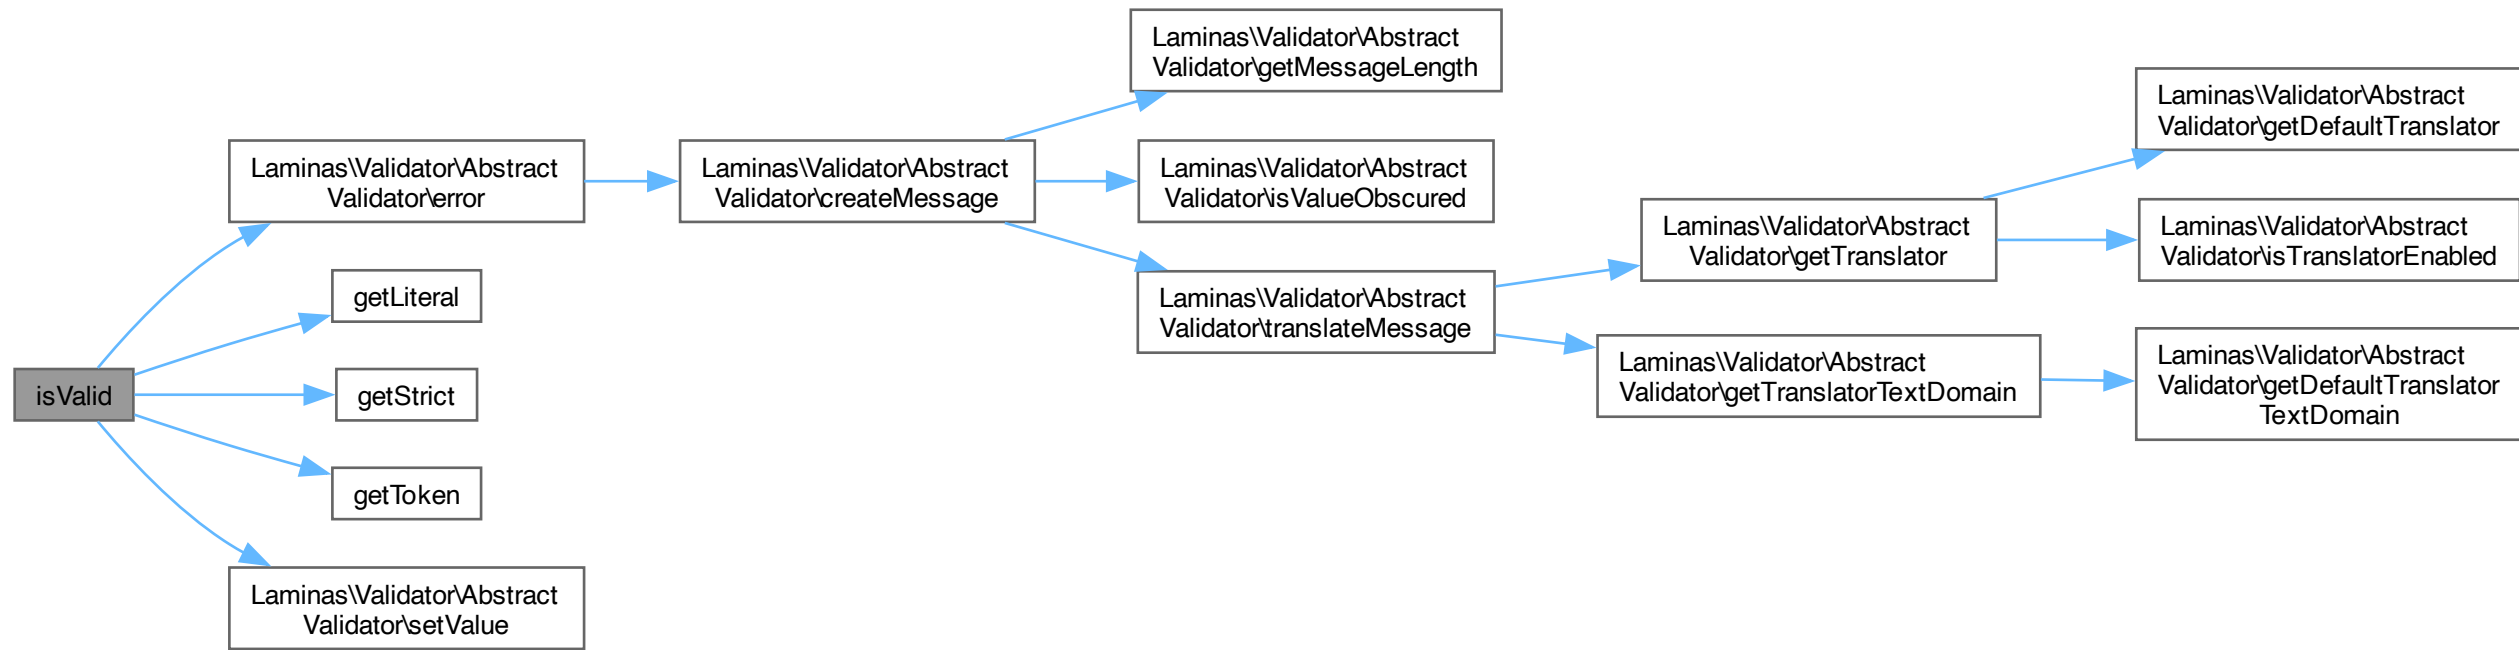 isValid
Laminas\Validator\Abstract
Validator\error
getLiteral
getStrict
getToken
Laminas\Validator\Abstract
Validator\setValue
Laminas\Validator\Abstract
Validator\createMessage
Laminas\Validator\Abstract
Validator\getMessageLength
Laminas\Validator\Abstract
Validator\isValueObscured
Laminas\Validator\Abstract
Validator\translateMessage
Laminas\Validator\Abstract
Validator\getTranslator
Laminas\Validator\Abstract
Validator\getTranslatorTextDomain
Laminas\Validator\Abstract
Validator\getDefaultTranslator
Laminas\Validator\Abstract
Validator\isTranslatorEnabled
Laminas\Validator\Abstract
Validator\getDefaultTranslator
TextDomain